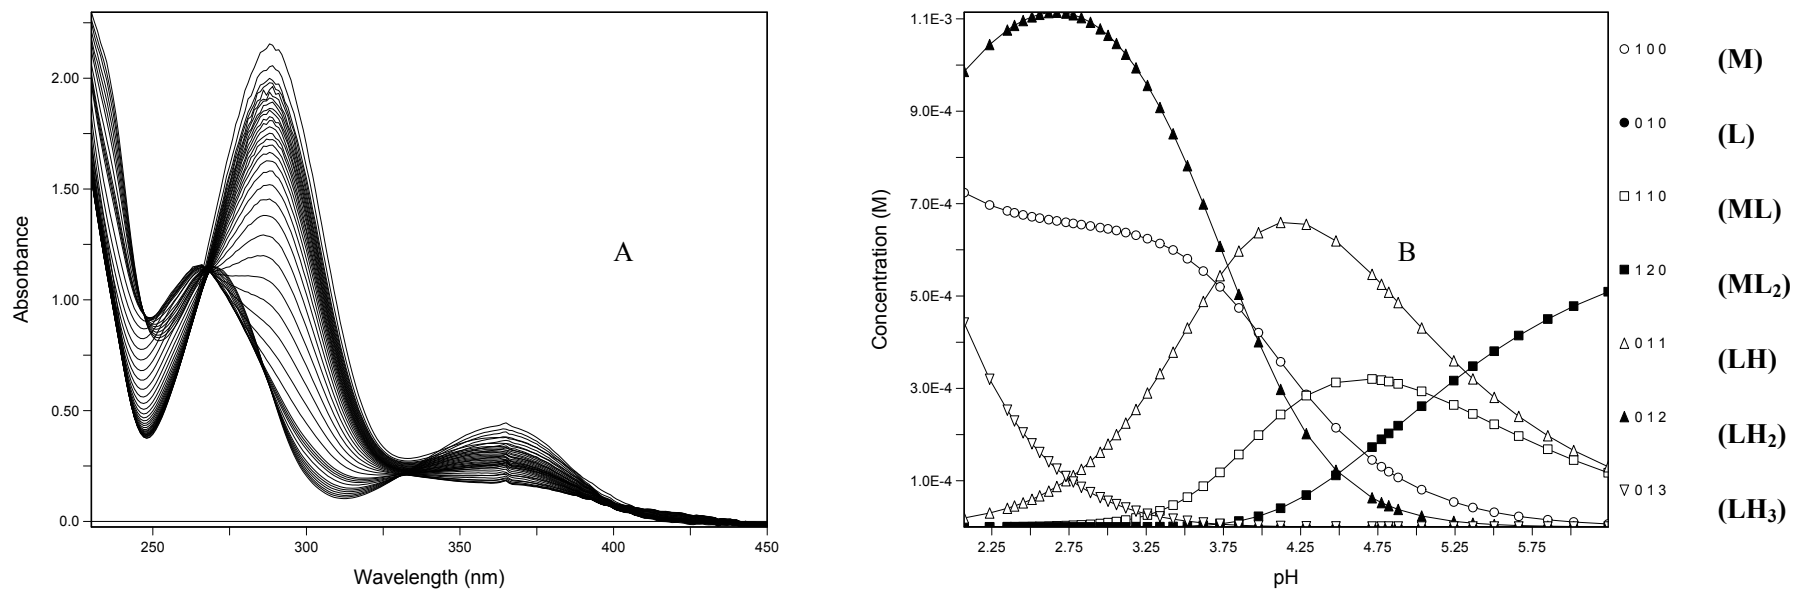 2.00
1.50
1.00
0.50
0.0
Absorbance
A
250
300
350
400
450
Wavelength (nm)
1.1E-3
9.0E-4
7.0E-4
5.0E-4
3.0E-4
1.0E-4
Concentration (M)
B
2.25
2.75
3.25
3.75
4.25
4.75
5.25
5.75
pH
1 0 0 (M)
0 1 0 (L)
1 1 0 (ML)
1 2 0 (ML₂)
0 1 1 (LH)
0 1 2 (LH₂)
0 1 3 (LH₃)